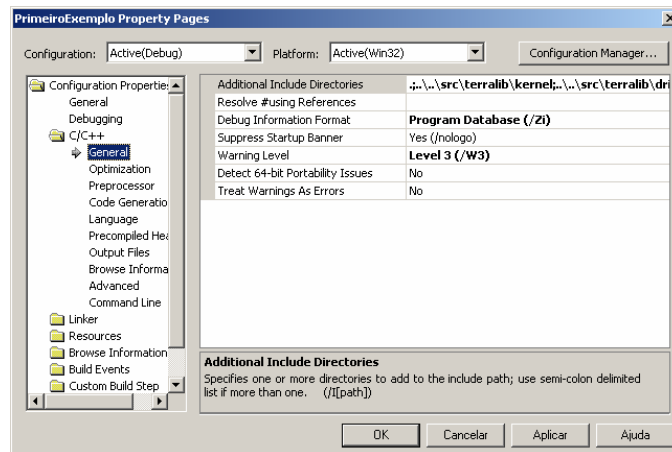 PrimeiroExemplo Property Pages
Configuration: Active(Debug) Platform: Active(Win32) Configuration Manager...
Configuration Propertie
General
Debugging
C/C++
General
Optimization
Preprocessor
Code Generatio
Language
Precompiled Hea
Output Files
Browse Informa
Advanced
Command Line
Linker
Resources
Browse Information
Build Events
Custom Build Step
Additional Include Directories .;..\..\src\terralib\kernel;..\..\src\terralib\dri
Resolve #using References
Debug Information Format Program Database (/Zi)
Suppress Startup Banner Yes (/nologo)
Warning Level Level 3 (/W3)
Detect 64-bit Portability Issues No
Treat Warnings As Errors No
Additional Include Directories
Specifies one or more directories to add to the include path; use semi-colon delimited
list if more than one. (/I[path])
OK Cancelar Aplicar Ajuda